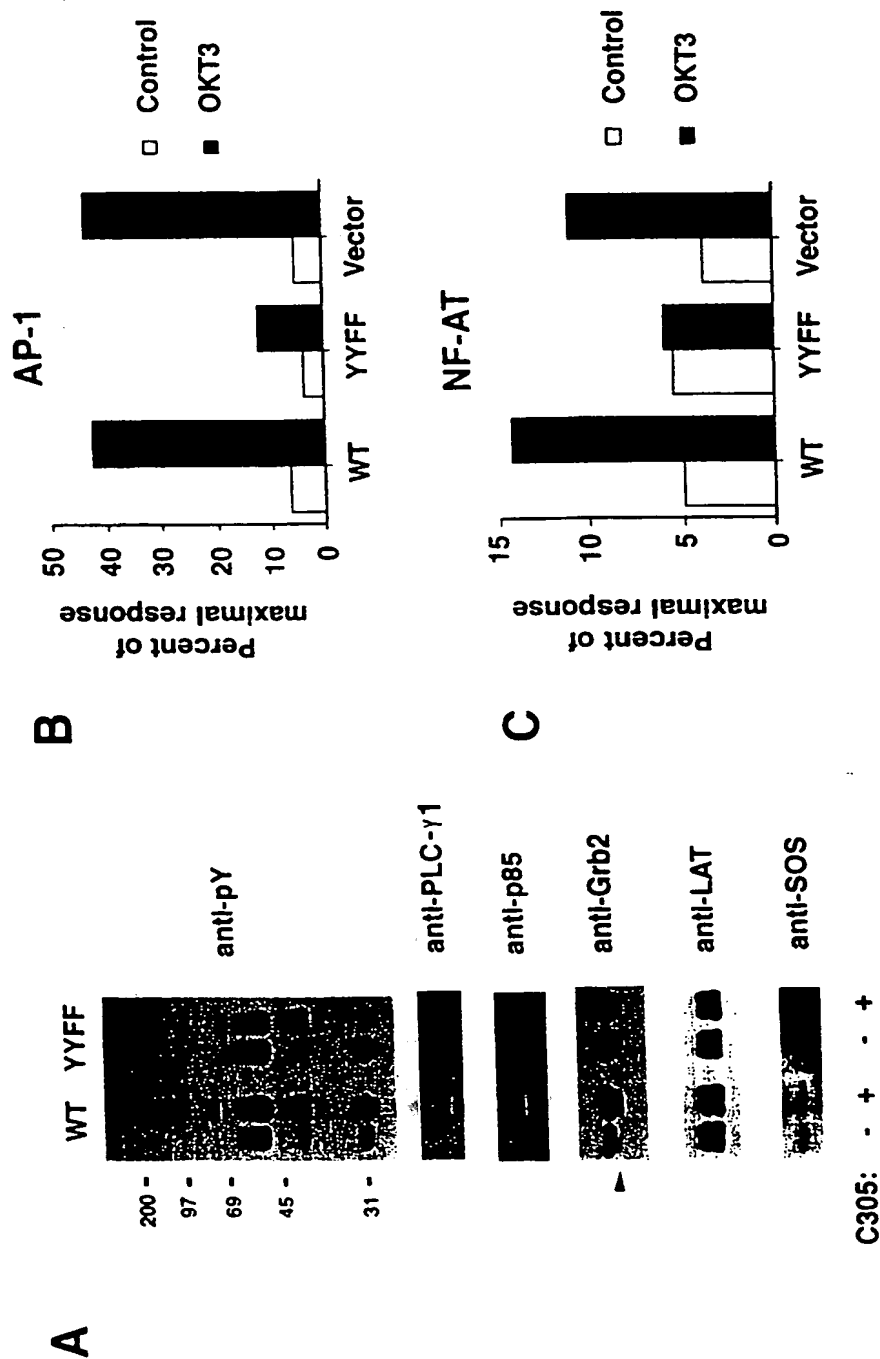 A
WT YYFF
200 -
97 -
69 -
45 -
31 -
anti-pY
anti-PLC-γ1
anti-p85
anti-Grb2
anti-LAT
anti-SOS
C305: - + - +
B
AP-1
Percent of
maximal response
50
40
30
20
10
0
WT YYFF Vector
Control
OKT3
C
NF-AT
Percent of
maximal response
15
10
5
0
WT YYFF Vector
Control
OKT3